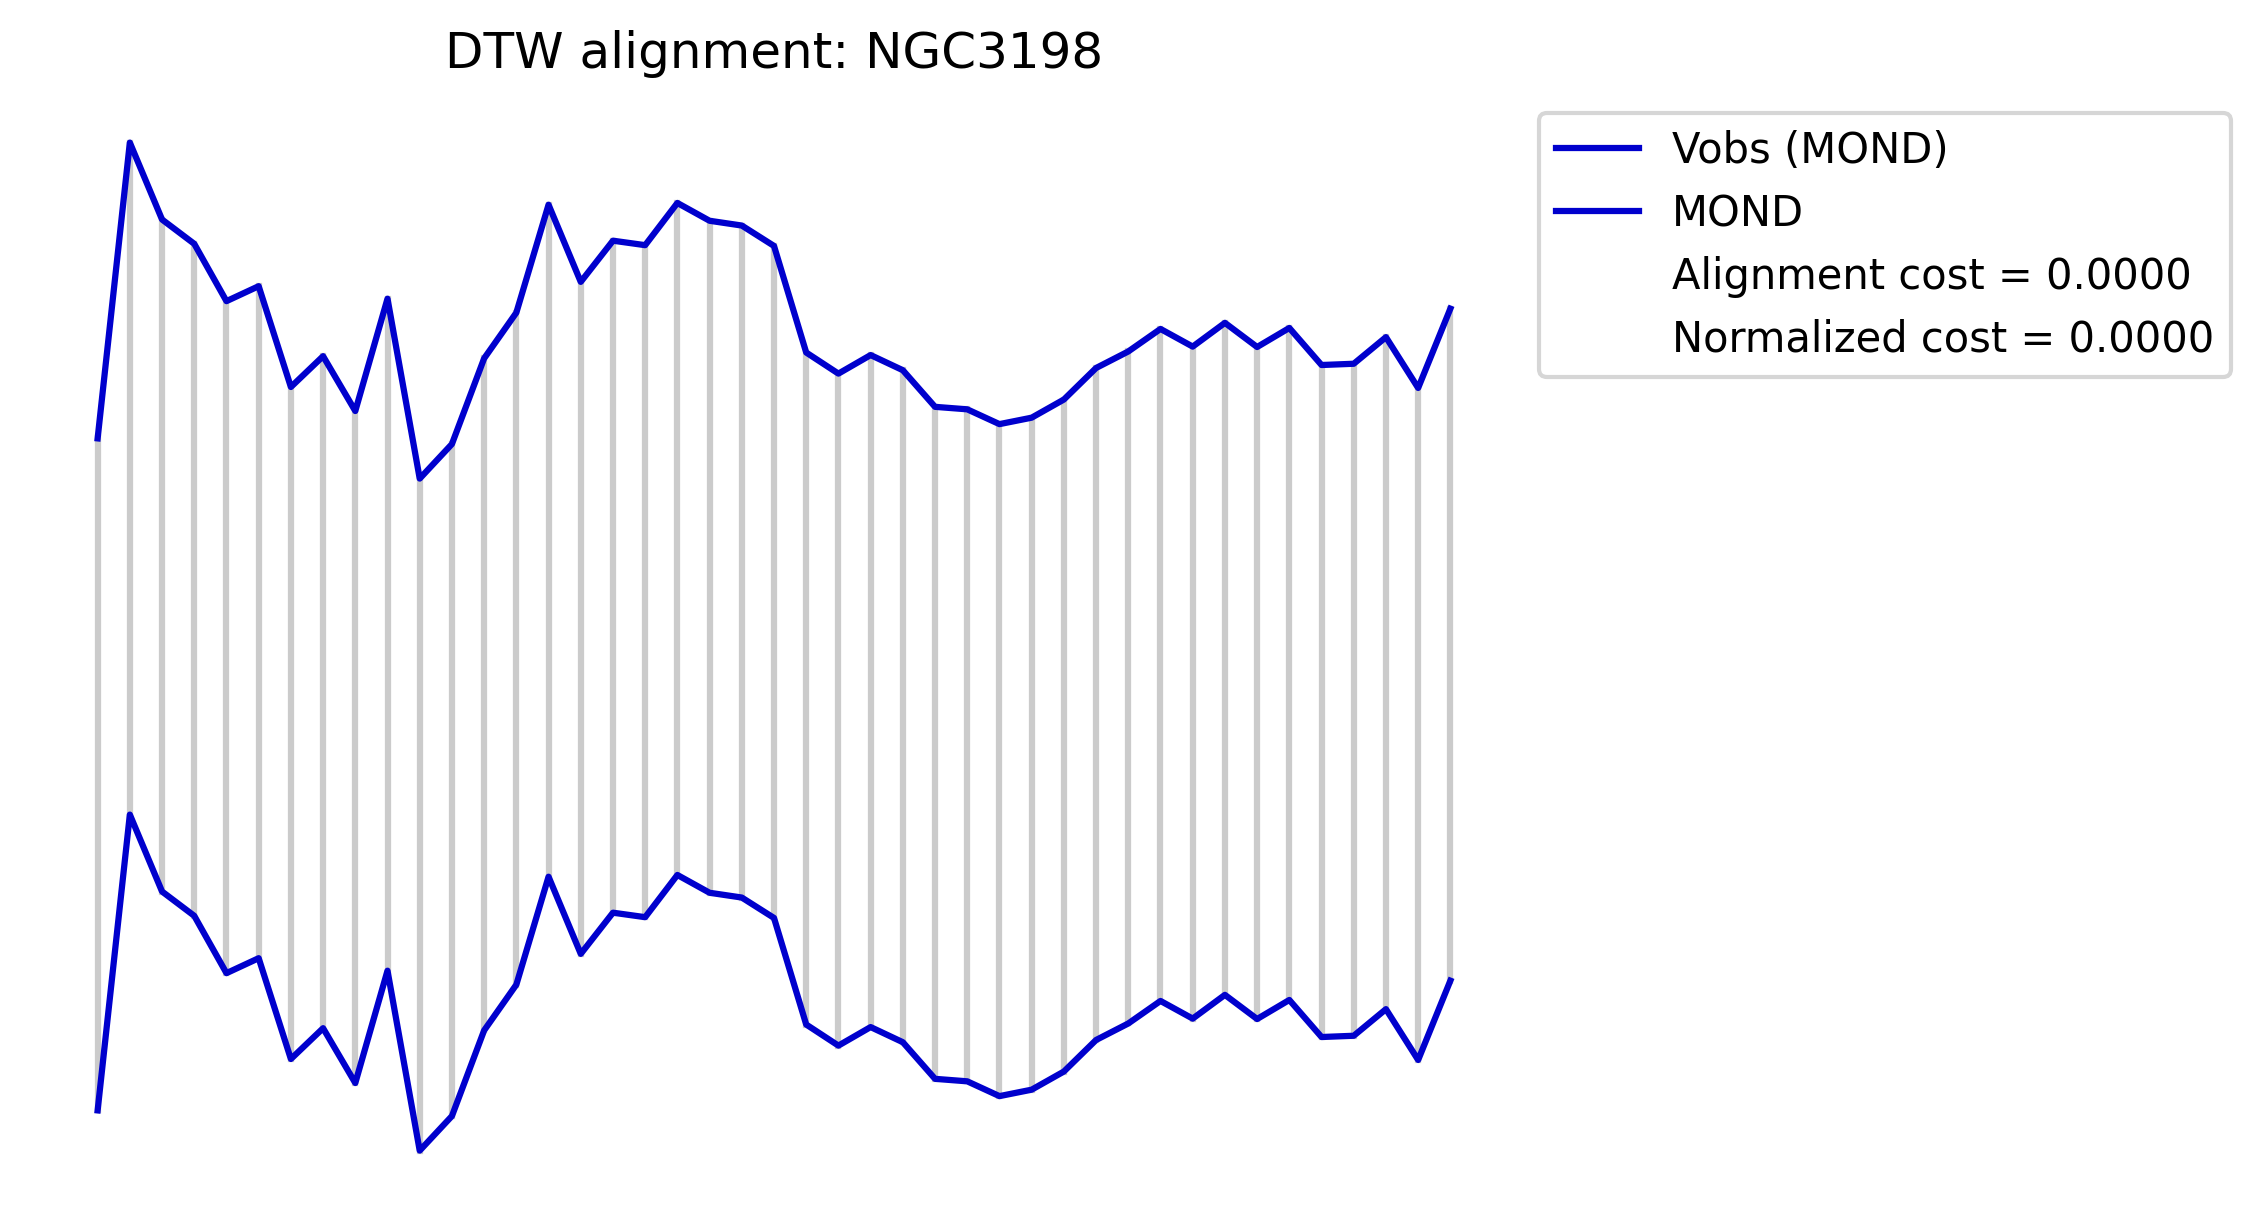 DTW alignment: NGC3198
Vobs (MOND)
MOND
Alignment cost = 0.0000
Normalized cost = 0.0000